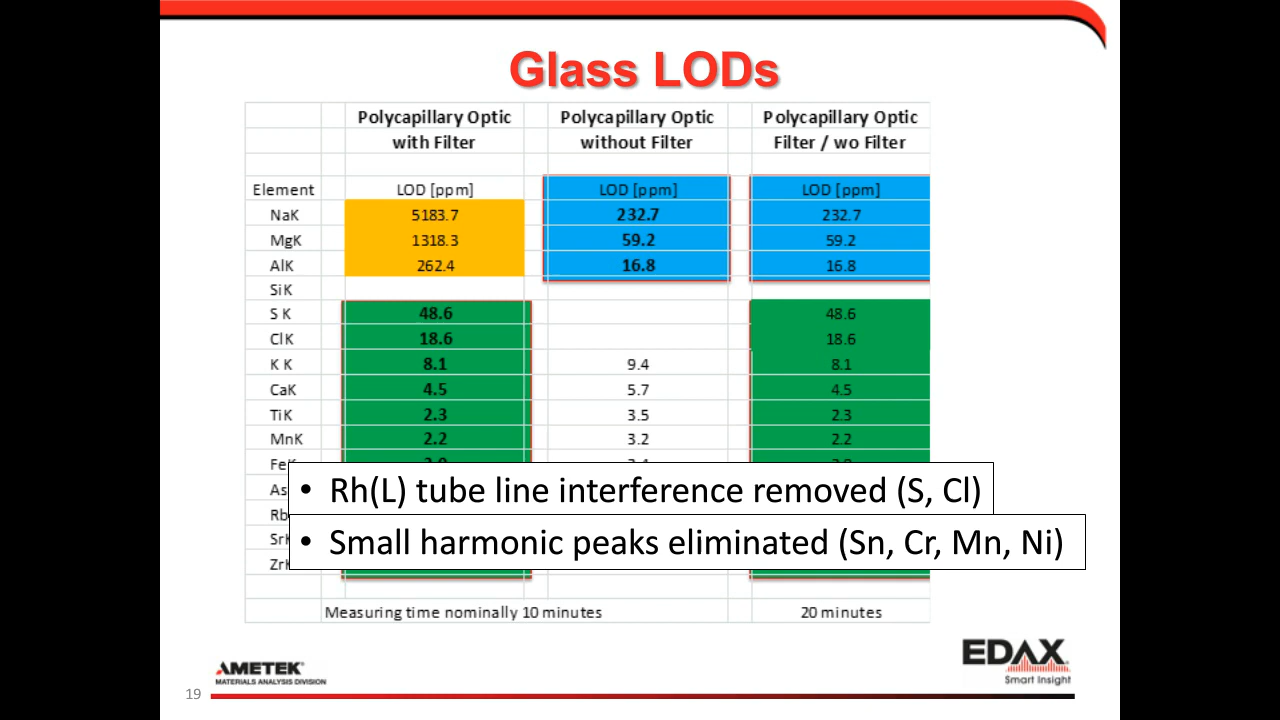 Glass LODs
Polycapillary Optic Polycapillary Optic Polycapillary Optic
with Filter without Filter Filter / wo Filter
Element LOD [ppm] LOD [ppm] LOD [ppm]
NaK 5183.7 232.7 232.7
MgK 1318.3 59.2 59.2
AlK 262.4 16.8 16.8
SiK
S K 48.6 48.6
ClK 18.6 18.6
K K 8.1 9.4 8.1
CaK 4.5 5.7 4.5
TiK 2.3 3.5 2.3
MnK 2.2 3.2 2.2
Fe
As
• Rh(L) tube line interference removed (S, Cl)
Rb
Sr
• Small harmonic peaks eliminated (Sn, Cr, Mn, Ni)
Zr
Measuring time nominally 10 minutes 20 minutes
AMETEK®
MATERIALS ANALYSIS DIVISION
EDAX
Smart Insight
19